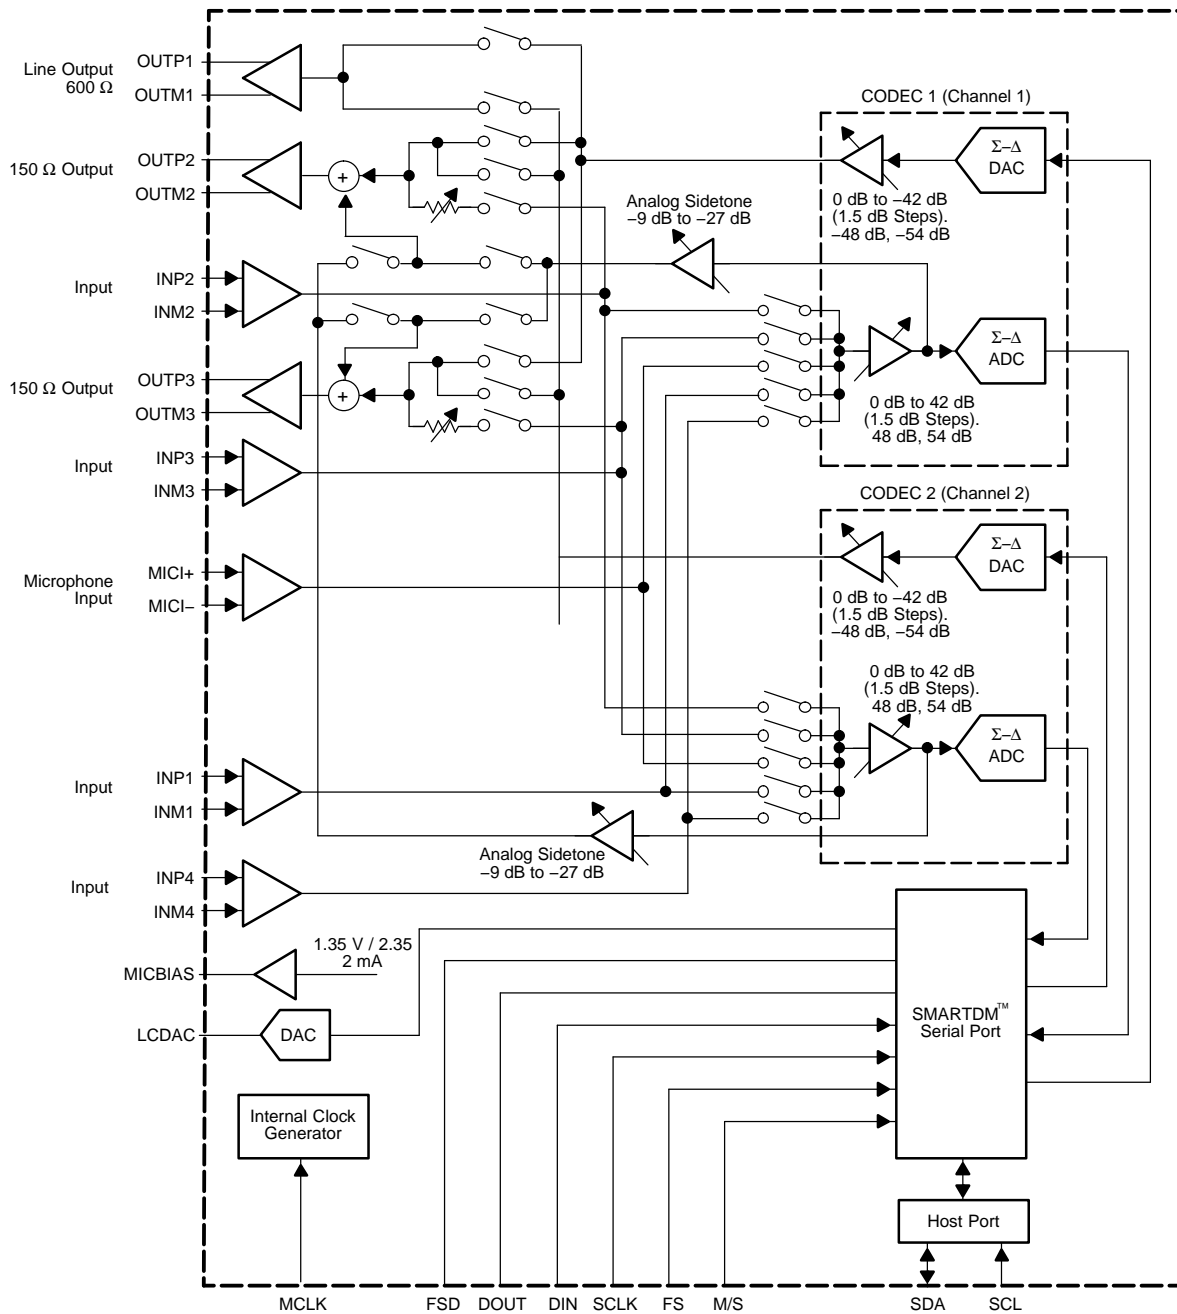 OUTP1
Line Output
600 Ω
OUTM1
CODEC 1 (Channel 1)
OUTP2
150 Ω Output
OUTM2
+
Σ–Δ
DAC
0 dB to –42 dB
(1.5 dB Steps).
–48 dB, –54 dB
Analog Sidetone
–9 dB to –27 dB
INP2
Input
INM2
Σ–Δ
ADC
0 dB to 42 dB
(1.5 dB Steps).
48 dB, 54 dB
OUTP3
150 Ω Output
OUTM3
+
INP3
Input
INM3
CODEC 2 (Channel 2)
Σ–Δ
DAC
0 dB to –42 dB
(1.5 dB Steps).
–48 dB, –54 dB
MICI+
Microphone
Input
MICI–
0 dB to 42 dB
(1.5 dB Steps).
48 dB, 54 dB
Σ–Δ
ADC
INP1
Input
INM1
Analog Sidetone
–9 dB to –27 dB
INP4
Input
INM4
1.35 V / 2.35
2 mA
MICBIAS
LCDAC
DAC
SMARTDM™
Serial Port
Internal Clock
Generator
Host Port
MCLK
FSD
DOUT
DIN
SCLK
FS
M/S
SDA
SCL